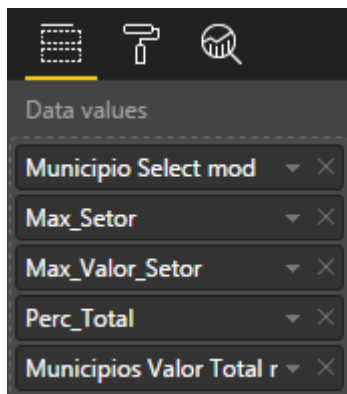 Data values
Municipio Select mod
Max_Setor
Max_Valor_Setor
Perc_Total
Municipios Valor Total r